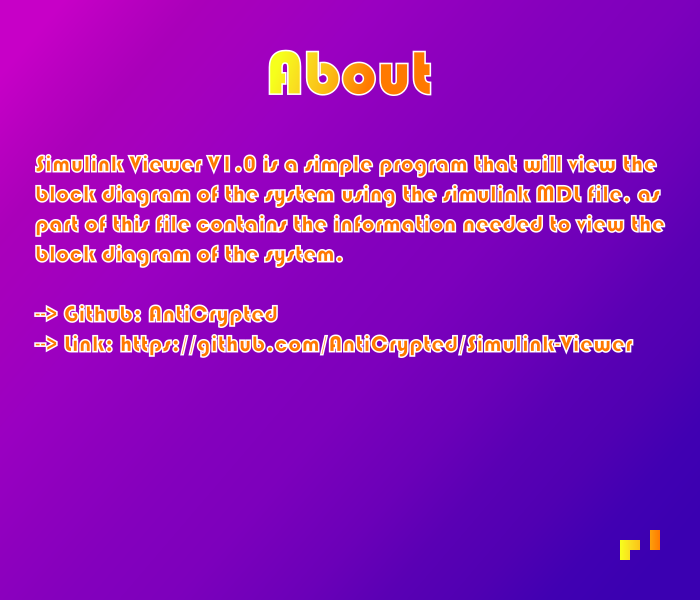 About
Simulink Viewer V1.0 is a simple program that will view the
block diagram of the system using the simulink MDL file, as
part of this file contains the information needed to view the
block diagram of the system.
--> Github: AntiCrypted
--> Link: https://github.com/AntiCrypted/Simulink-Viewer